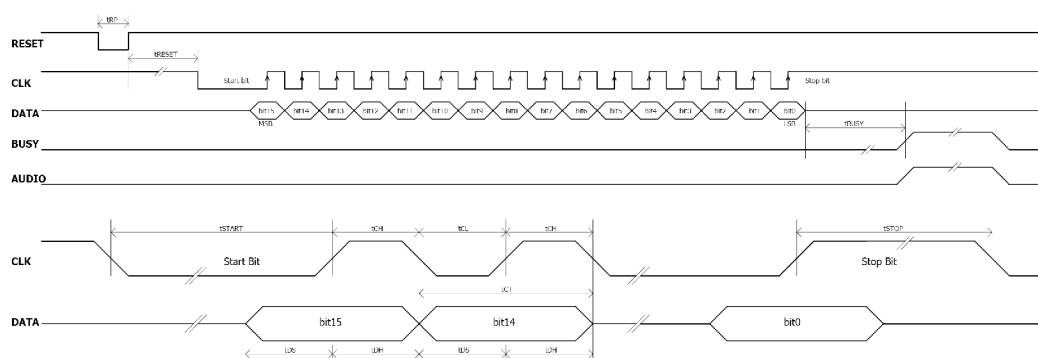 tRP
RESET
tRESET
CLK
Start bit
Stop bit
DATA
bit15 bit14 bit13 bit12 bit11 bit10 bit9 bit8 bit7 bit6 bit5 bit4 bit3 bit2 bit1 bit0
MSB
LSB
tBUSY
BUSY
AUDIO
tSTART
tCH
tCL
tCH
tSTOP
CLK
Start Bit
Stop Bit
tCT
DATA
bit15
bit14
bit0
tDS
tDH
tDS
tDH